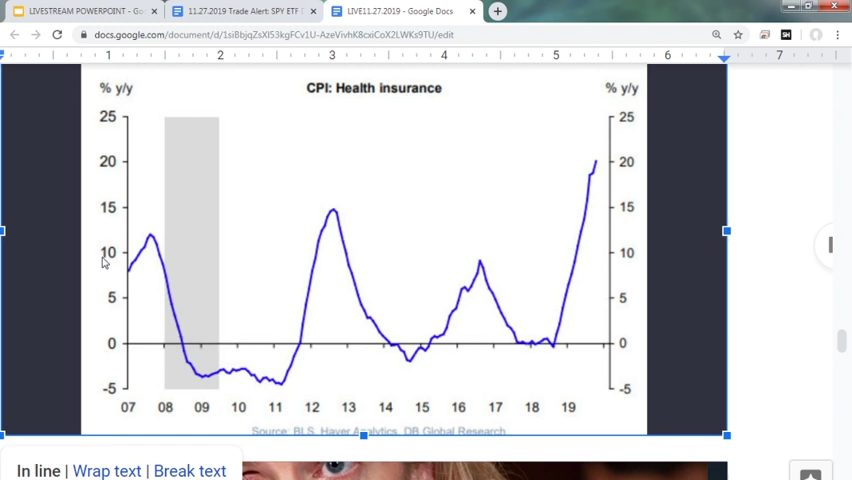 LIVESTREAM POWERPOINT - Go
11.27.2019 Trade Alert: SPY ETF
LIVE11.27.2019 - Google Docs
docs.google.com/document/d/1siBbjqZsXl53kgFCv1U-AzeVivhK8cxiCoX2LWKs9TU/edit
1 2 3 4 5 6 7
% y/y CPI: Health insurance % y/y
25 25
20 20
15 15
10 10
5 5
0 0
-5 -5
07 08 09 10 11 12 13 14 15 16 17 18 19
Source: BLS, Haver Analytics, DB Global Research
In line | Wrap text | Break text